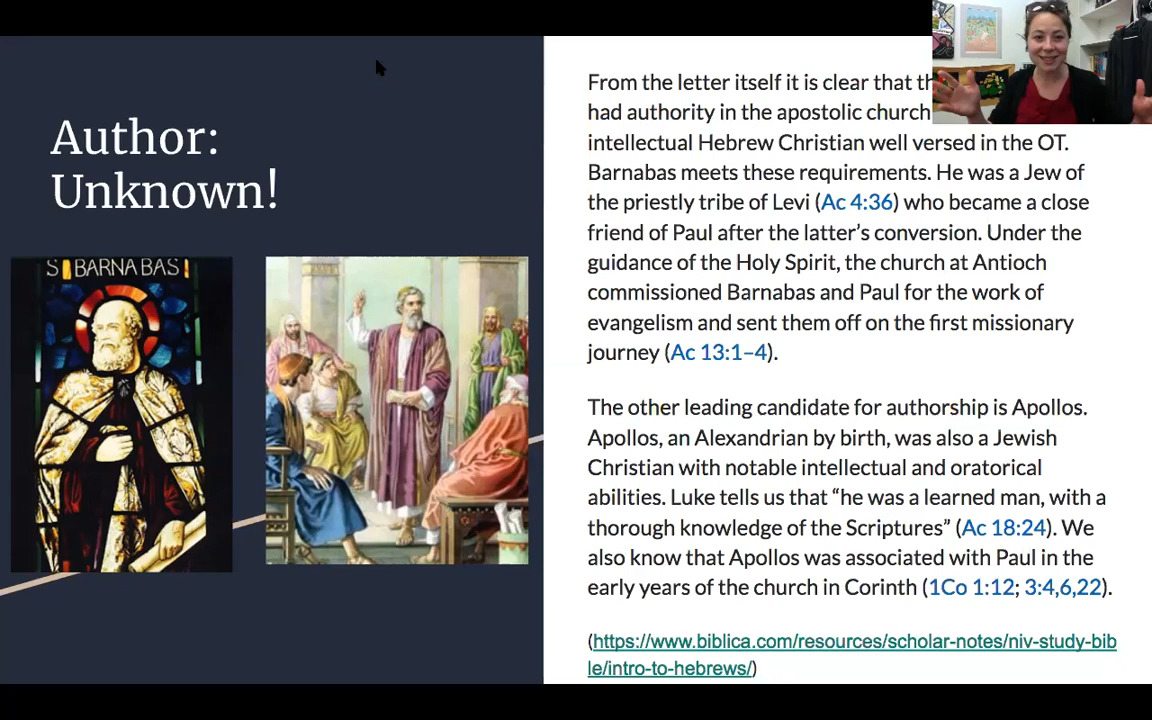 Author:
Unknown!
S BARNABAS
From the letter itself it is clear that
had authority in the apostolic church
intellectual Hebrew Christian well versed in the OT.
Barnabas meets these requirements. He was a Jew of
the priestly tribe of Levi (Ac 4:36) who became a close
friend of Paul after the latter’s conversion. Under the
guidance of the Holy Spirit, the church at Antioch
commissioned Barnabas and Paul for the work of
evangelism and sent them off on the first missionary
journey (Ac 13:1–4).
The other leading candidate for authorship is Apollos.
Apollos, an Alexandrian by birth, was also a Jewish
Christian with notable intellectual and oratorical
abilities. Luke tells us that “he was a learned man, with a
thorough knowledge of the Scriptures” (Ac 18:24). We
also know that Apollos was associated with Paul in the
early years of the church in Corinth (1Co 1:12; 3:4,6,22).
(https://www.biblica.com/resources/scholar-notes/niv-study-bib
le/intro-to-hebrews/)